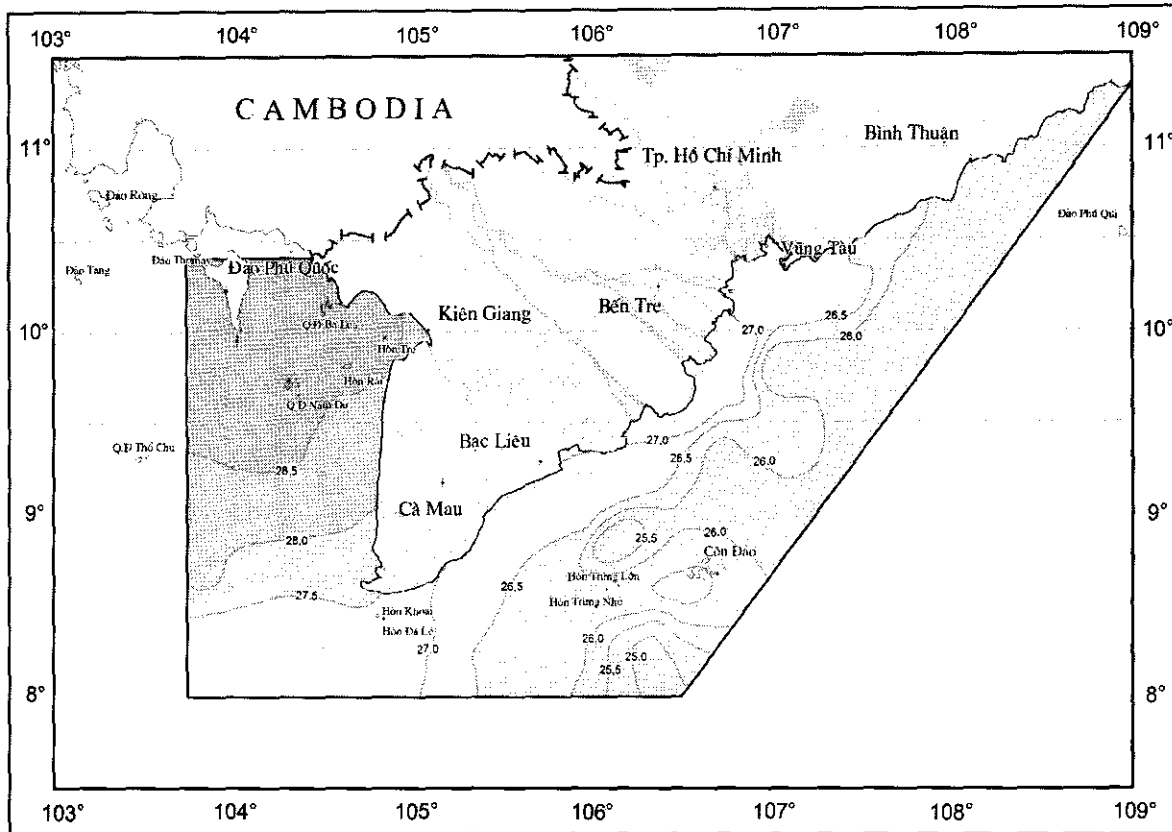 103° 104° 105° 106° 107° 108° 109°
CAMBODIA
Bình Thuận
11° 11°
Tp. Hồ Chí Minh
Đảo Rong
Đảo Phú Quí
Vũng Tàu
Đảo Tang
Đảo Phú Quốc
Bến Tre
Kiên Giang
26.5
27.0
26.0
10° 10°
Hòn Tre
Hòn Rái
Q.Đ Nam Du
27.0
Bạc Liêu
Q.Đ Thổ Chu
26.5
26.0
28.5
Cà Mau
9° 9°
28.0
26.0
25.5
Côn Đảo
26.5
Hòn Trứng Lớn
27.5
Hòn Trứng Nhỏ
Hòn Khoai
Hòn Đá Lẻ
26.0
27.0
25.0
25.5
8° 8°
103° 104° 105° 106° 107° 108° 109°